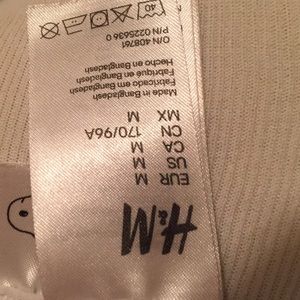 H&M
EUR M
US M
CA M
CN 170/96A
MX M
Made in Bangladesh
Fabricado em Bangladesh
Fabriqué en Bangladesh
Hecho en Bangladesh
O/N 408761
P/N 0225636 0
40